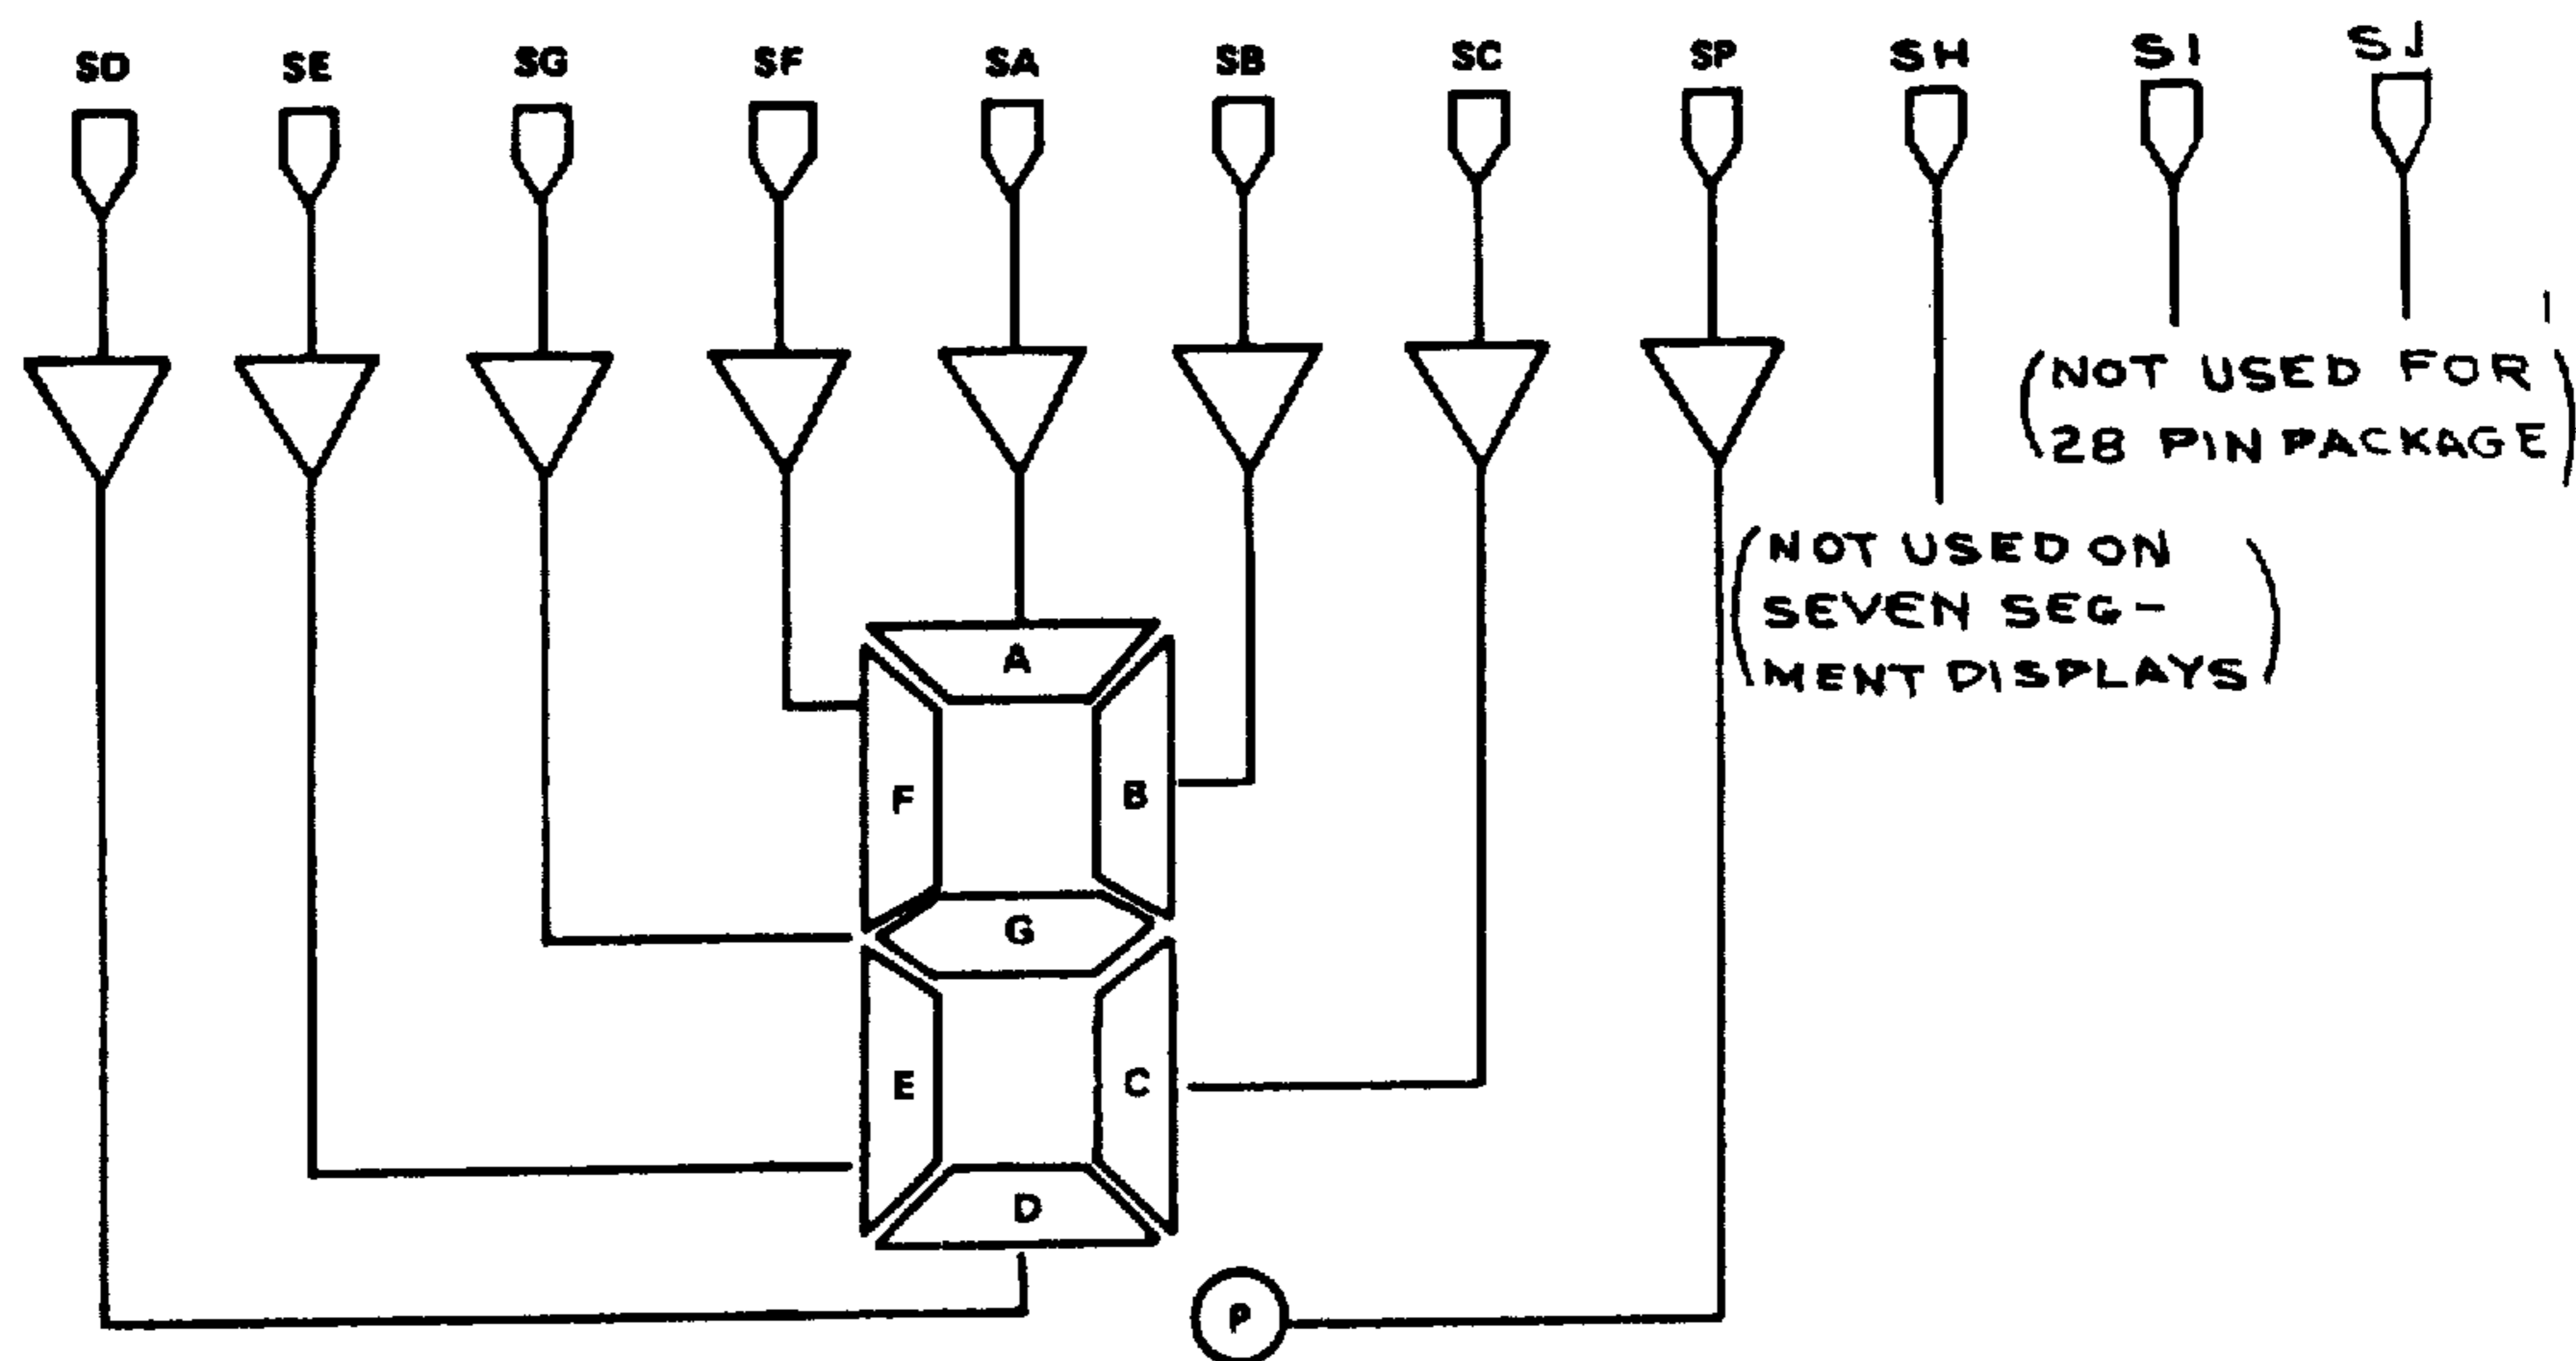 SD SE SG SF SA SB SC SP SH SI SJ
(NOT USED FOR
28 PIN PACKAGE)
(NOT USED ON
SEVEN SEG-
MENT DISPLAYS)
A
F B
G
E C
D
P